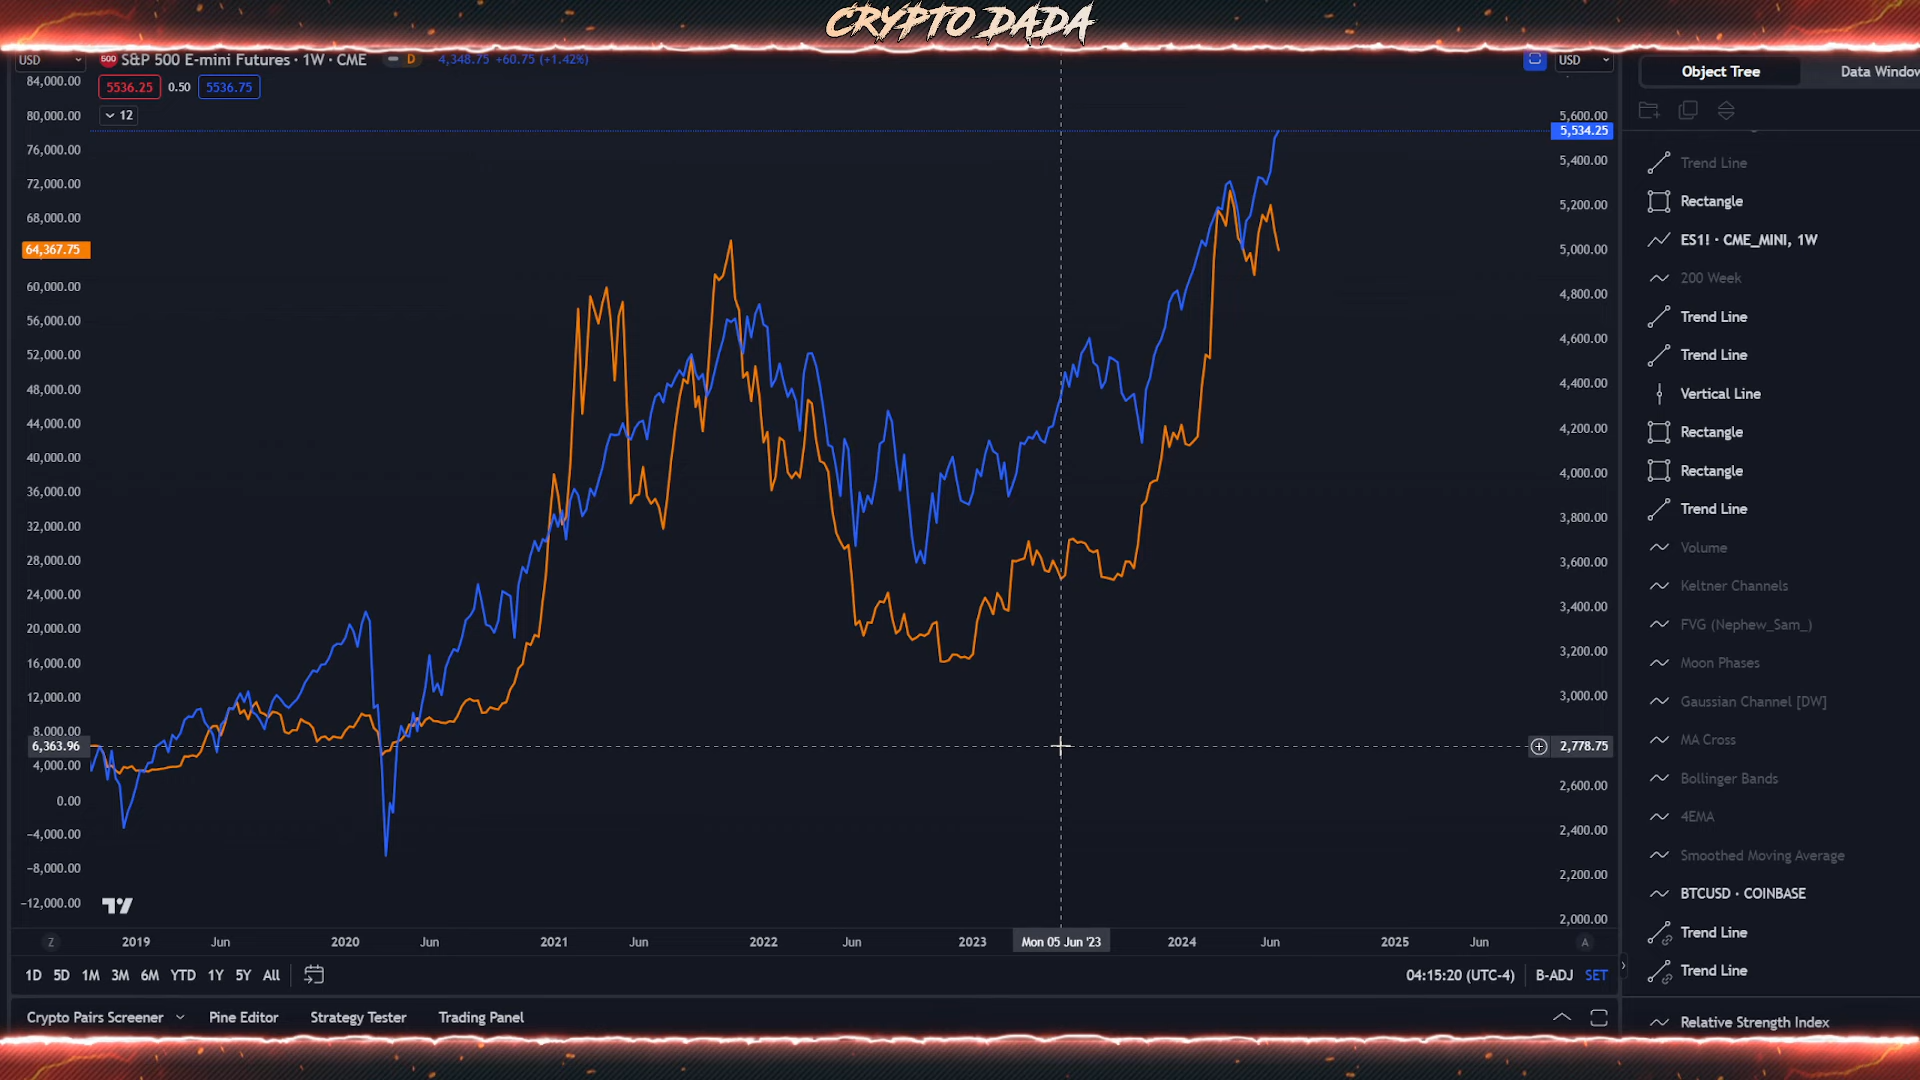 CRYPTO DADA
USD
500 S&P 500 E-mini Futures · 1W · CME D 4,348.75 +60.75 (+1.42%)
USD
5536.25 0.50 5536.75
12
84,000.00
80,000.00
76,000.00
72,000.00
68,000.00
64,367.75
60,000.00
56,000.00
52,000.00
48,000.00
44,000.00
40,000.00
36,000.00
32,000.00
28,000.00
24,000.00
20,000.00
16,000.00
12,000.00
8,000.00
6,363.96
4,000.00
0.00
−4,000.00
−8,000.00
−12,000.00
5,600.00
5,534.25
5,400.00
5,200.00
5,000.00
4,800.00
4,600.00
4,400.00
4,200.00
4,000.00
3,800.00
3,600.00
3,400.00
3,200.00
3,000.00
2,778.75
2,600.00
2,400.00
2,200.00
2,000.00
Z 2019 Jun 2020 Jun 2021 Jun 2022 Jun 2023 Mon 05 Jun '23 2024 Jun 2025 Jun A
1D 5D 1M 3M 6M YTD 1Y 5Y All 04:15:20 (UTC-4) B-ADJ SET
Crypto Pairs Screener Pine Editor Strategy Tester Trading Panel
Object Tree Data Window
Trend Line
Rectangle
ES1! · CME_MINI, 1W
200 Week
Trend Line
Trend Line
Vertical Line
Rectangle
Rectangle
Trend Line
Volume
Keltner Channels
FVG (Nephew_Sam_)
Moon Phases
Gaussian Channel [DW]
MA Cross
Bollinger Bands
4EMA
Smoothed Moving Average
BTCUSD · COINBASE
Trend Line
Trend Line
Relative Strength Index